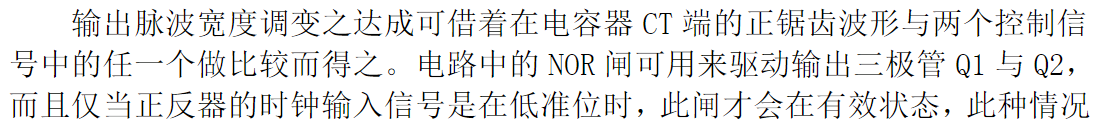 输出脉波宽度调变之达成可借着在电容器 CT 端的正锯齿波形与两个控制信
号中的任一个做比较而得之。电路中的 NOR 闸可用来驱动输出三极管 Q1 与 Q2，
而且仅当正反器的时钟输入信号是在低准位时，此闸才会在有效状态，此种情况